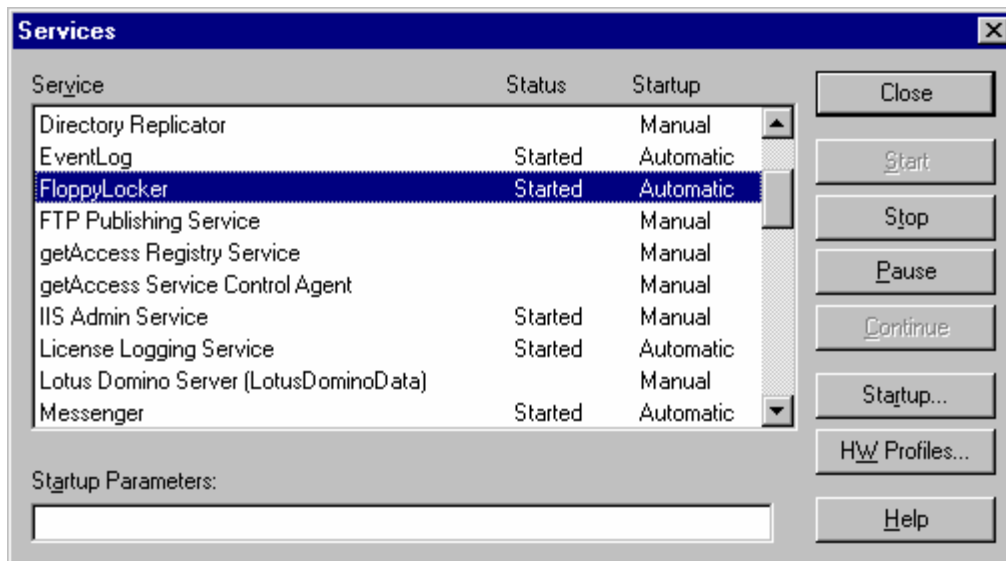 Services
Service Status Startup
Directory Replicator Manual
EventLog Started Automatic
FloppyLocker Started Automatic
FTP Publishing Service Manual
getAccess Registry Service Manual
getAccess Service Control Agent Manual
IIS Admin Service Started Manual
License Logging Service Started Automatic
Lotus Domino Server (LotusDominoData) Manual
Messenger Started Automatic
Startup Parameters:
Close
Start
Stop
Pause
Continue
Startup...
HW Profiles...
Help